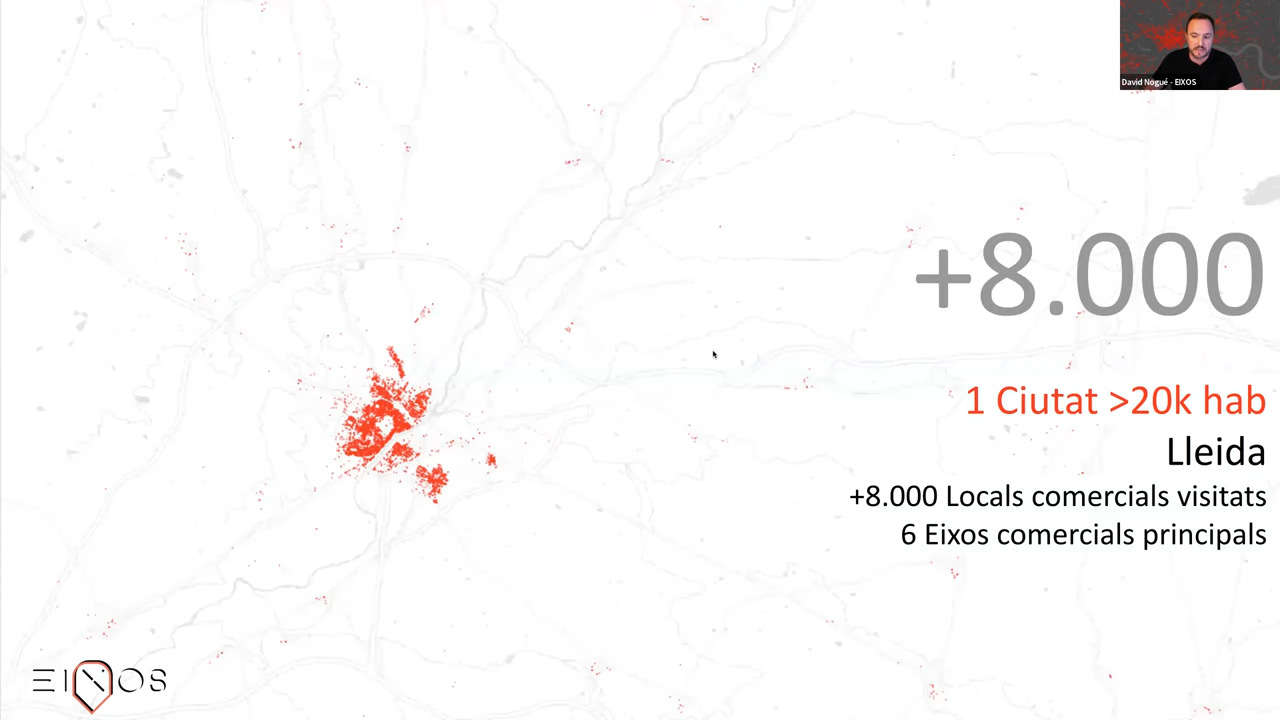 David Nogué - EIXOS
+8.000
1 Ciutat >20k hab
Lleida
+8.000 Locals comercials visitats
6 Eixos comercials principals
EIXOS